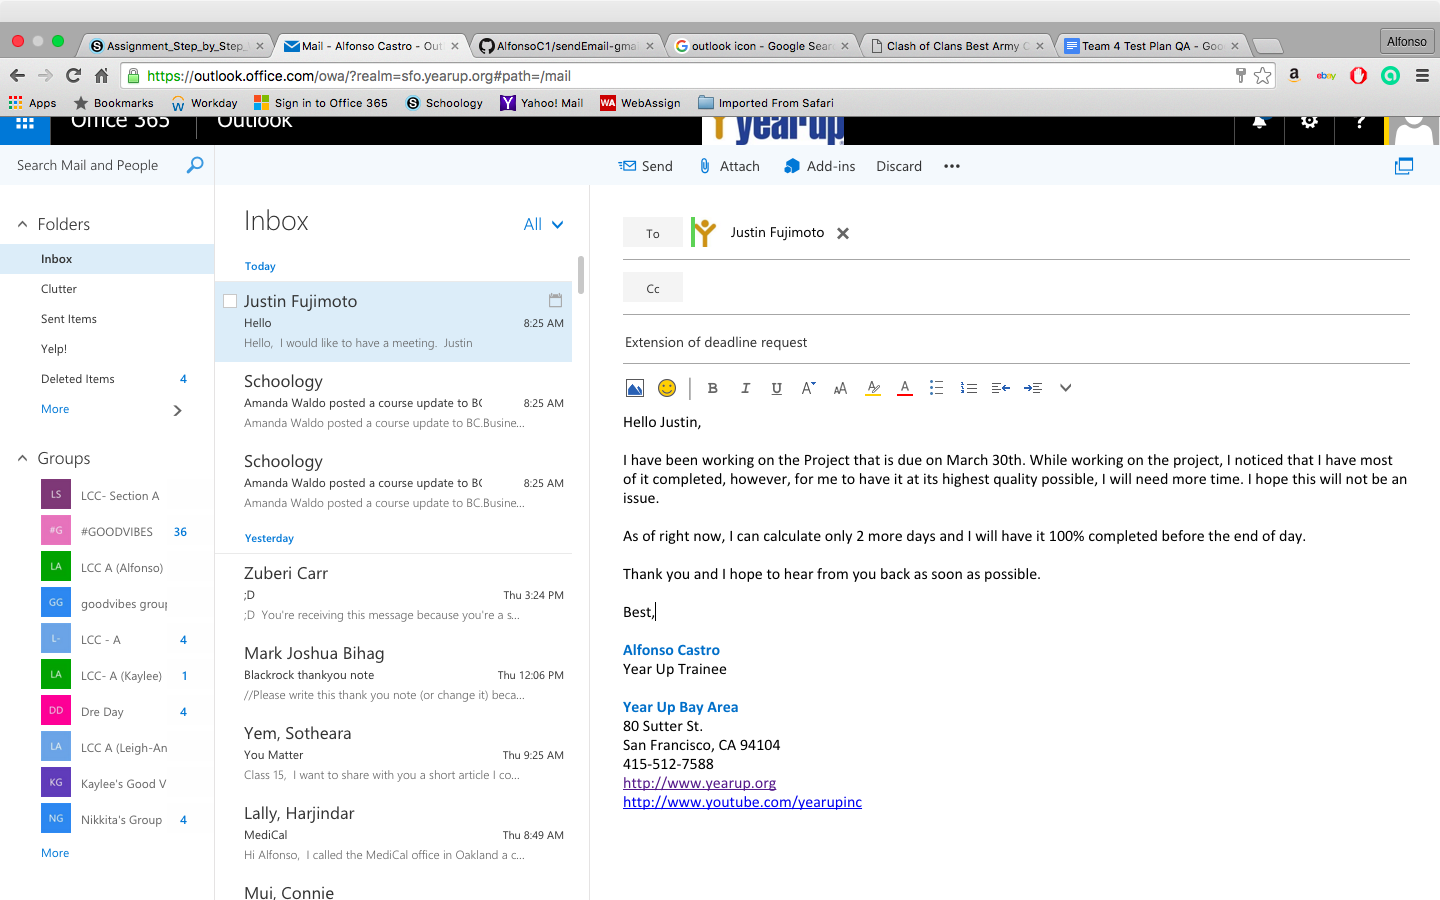 Assignment_Step_by_Step_
Mail - Alfonso Castro - Out
AlfonsoC1/sendEmail-gma
outlook icon - Google Sear
Clash of Clans Best Army C
Team 4 Test Plan QA - Goo
Alfonso
https://outlook.office.com/owa/?realm=sfo.yearup.org#path=/mail
Apps
Bookmarks
Workday
Sign in to Office 365
Schoology
Yahoo! Mail
WebAssign
Imported From Safari
Office 365
Outlook
year up
Search Mail and People
Send
Attach
Add-ins
Discard
•••
Folders
Inbox
Clutter
Sent Items
Yelp!
Deleted Items 4
More
Groups
LS LCC- Section A
#G #GOODVIBES 36
LA LCC A (Alfonso)
GG goodvibes group
L- LCC - A 4
LA LCC- A (Kaylee) 1
DD Dre Day 4
LA LCC A (Leigh-An
KG Kaylee's Good V
NG Nikkita's Group 4
More
Inbox
All
Today
Justin Fujimoto
Hello 8:25 AM
Hello, I would like to have a meeting. Justin
Schoology
Amanda Waldo posted a course update to BC 8:25 AM
Amanda Waldo posted a course update to BC.Busine...
Schoology
Amanda Waldo posted a course update to BC 8:25 AM
Amanda Waldo posted a course update to BC.Busine...
Yesterday
Zuberi Carr
;D Thu 3:24 PM
;D You're receiving this message because you're a s...
Mark Joshua Bihag
Blackrock thankyou note Thu 12:06 PM
//Please write this thank you note (or change it) beca...
Yem, Sotheara
You Matter Thu 9:25 AM
Class 15, I want to share with you a short article I co...
Lally, Harjindar
MediCal Thu 8:49 AM
Hi Alfonso, I called the MediCal office in Oakland a c...
Mui, Connie
To Justin Fujimoto
Cc
Extension of deadline request
Hello Justin,
I have been working on the Project that is due on March 30th. While working on the project, I noticed that I have most
of it completed, however, for me to have it at its highest quality possible, I will need more time. I hope this will not be an
issue.
As of right now, I can calculate only 2 more days and I will have it 100% completed before the end of day.
Thank you and I hope to hear from you back as soon as possible.
Best,
Alfonso Castro
Year Up Trainee
Year Up Bay Area
80 Sutter St.
San Francisco, CA 94104
415-512-7588
http://www.yearup.org
http://www.youtube.com/yearupinc